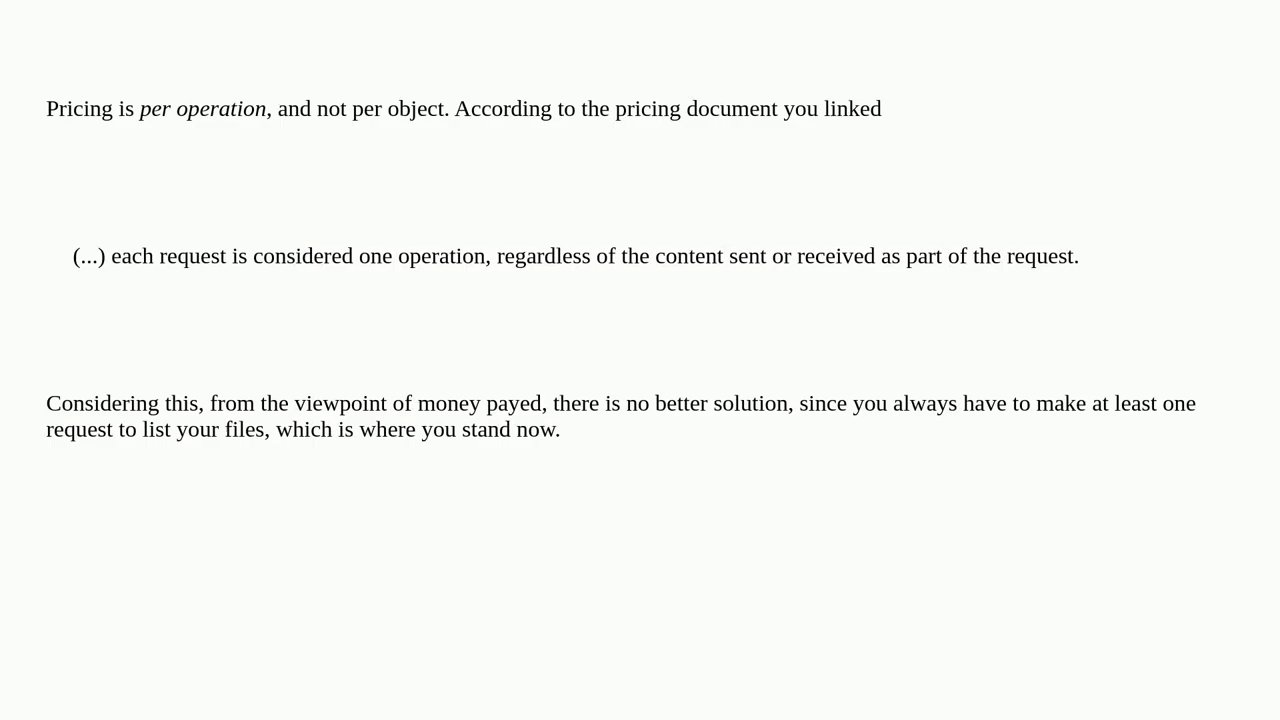 Pricing is per operation, and not per object. According to the pricing document you linked
(...) each request is considered one operation, regardless of the content sent or received as part of the request.
Considering this, from the viewpoint of money payed, there is no better solution, since you always have to make at least one
request to list your files, which is where you stand now.